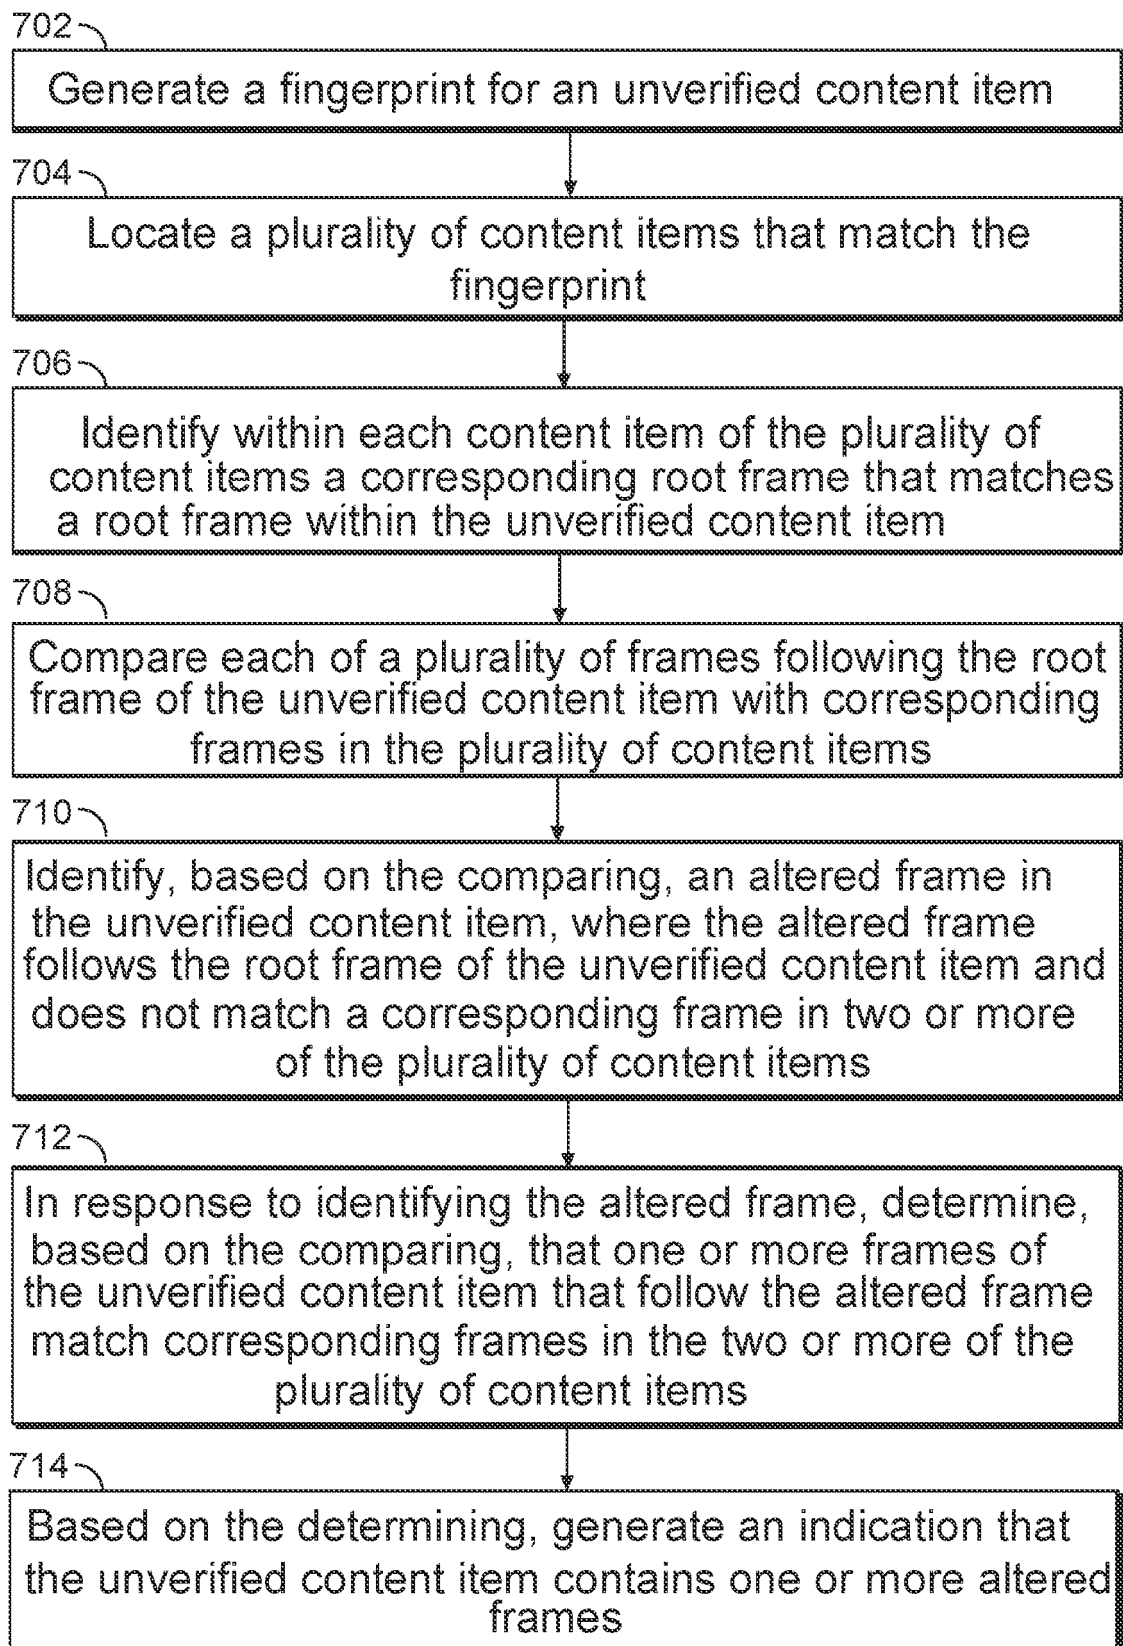 702
Generate a fingerprint for an unverified content item
704
Locate a plurality of content items that match the
fingerprint
706
Identify within each content item of the plurality of
content items a corresponding root frame that matches
a root frame within the unverified content item
708
Compare each of a plurality of frames following the root
frame of the unverified content item with corresponding
frames in the plurality of content items
710
Identify, based on the comparing, an altered frame in
the unverified content item, where the altered frame
follows the root frame of the unverified content item and
does not match a corresponding frame in two or more
of the plurality of content items
712
In response to identifying the altered frame, determine,
based on the comparing, that one or more frames of
the unverified content item that follow the altered frame
match corresponding frames in the two or more of the
plurality of content items
714
Based on the determining, generate an indication that
the unverified content item contains one or more altered
frames